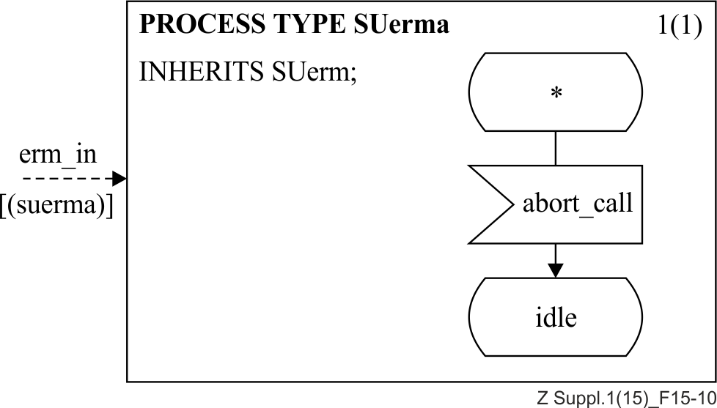 PROCESS TYPE SUerma 1(1)
INHERITS SUerm;
*
erm_in
[(suerma)]
abort_call
idle
Z Suppl.1(15)_F15-10